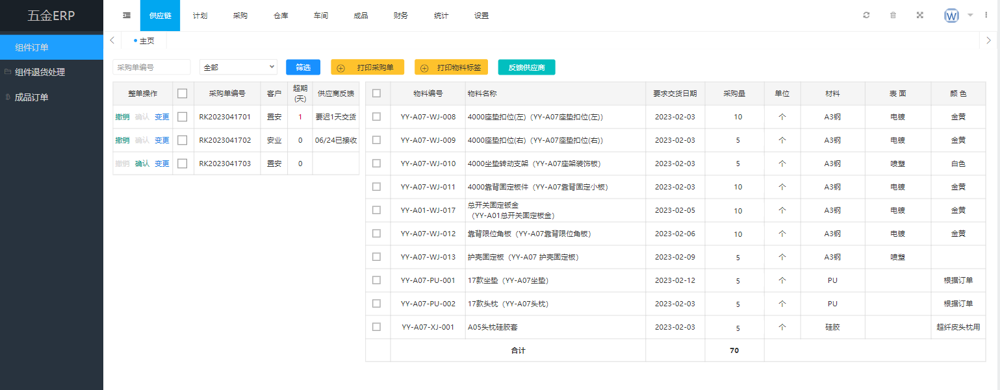 五金ERP
供应链 计划 采购 仓库 车间 成品 财务 统计 设置
W
主页
组件订单
组件退货处理
成品订单
采购单编号 全部 筛选 打印采购单 打印物料标签 反馈供应商
整单操作 采购单编号 客户 超期(天) 供应商反馈
撤销 确认 变更 RK2023041701 置安 1 要迟1天交货
撤销 确认 变更 RK2023041702 安业 0 06/24已接收
撤销 确认 变更 RK2023041703 置安 0
物料编号 物料名称 要求交货日期 采购量 单位 材料 表 面 颜 色
YY-A07-WJ-008 4000座垫扣位(左)（YY-A07座垫扣位(左)) 2023-02-03 10 个 A3钢 电镀 金黄
YY-A07-WJ-009 4000座垫扣位(右)（YY-A07座垫扣位(右)) 2023-02-03 5 个 A3钢 电镀 金黄
YY-A07-WJ-010 4000坐垫转动支架（YY-A07座架装饰板） 2023-02-03 5 个 A3钢 喷塑 白色
YY-A07-WJ-011 4000靠背固定板件（YY-A07靠背固定小板） 2023-02-03 10 个 A3钢 电镀 金黄
YY-A01-WJ-017 总开关固定钣金
（YY-A01总开关固定板金） 2023-02-05 10 个 A3钢 电镀 金黄
YY-A07-WJ-012 靠背限位角板（YY-A07靠背限位角板） 2023-02-06 10 个 A3钢 电镀 金黄
YY-A07-WJ-013 护壳固定板（YY-A07 护壳固定板） 2023-02-09 5 个 A3钢 喷塑
YY-A07-PU-001 17款坐垫（YY-A07坐垫） 2023-02-12 5 个 PU 根据订单
YY-A07-PU-002 17款头枕（YY-A07头枕） 2023-02-03 5 个 PU 根据订单
YY-A07-XJ-001 A05头枕硅胶套 2023-02-03 5 个 硅胶 超纤皮头枕用
合计 70